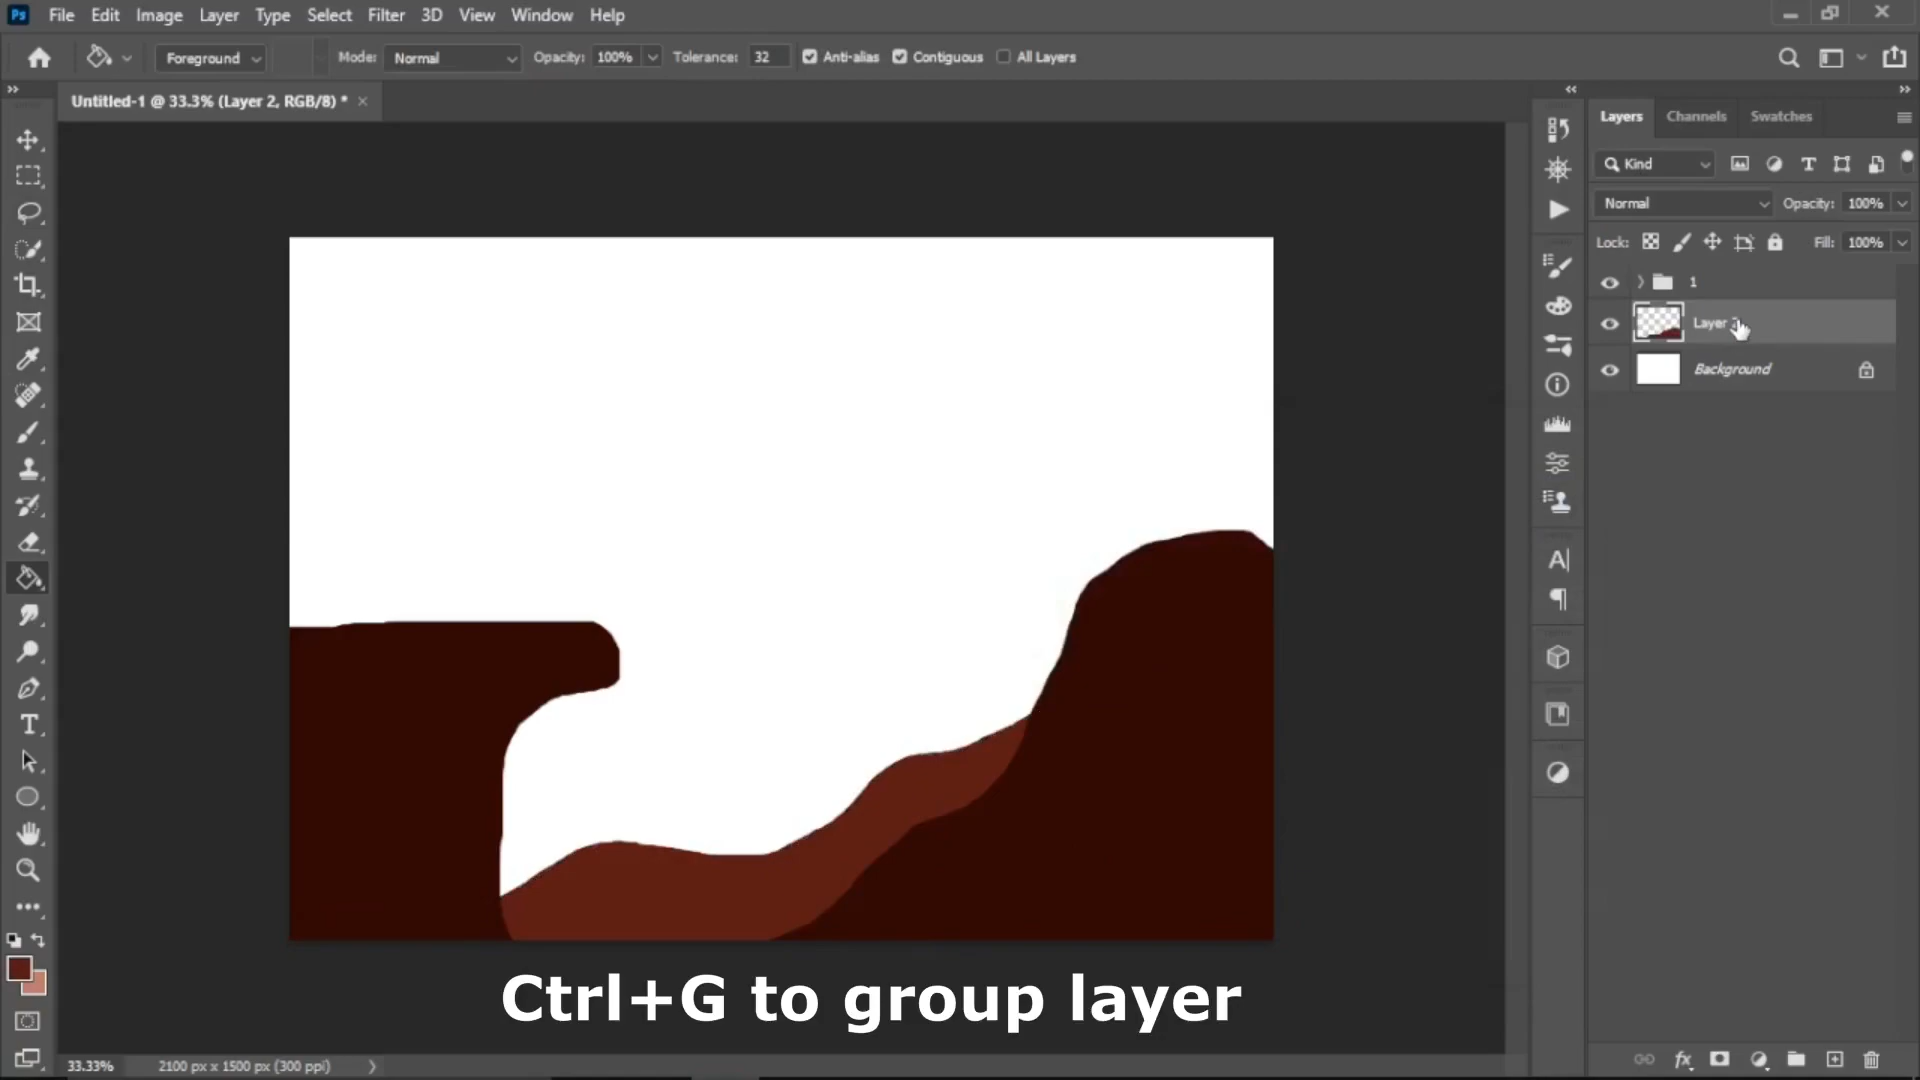 Ps File Edit Image Layer Type Select Filter 3D View Window Help
Foreground Mode: Normal Opacity: 100% Tolerance: 32 Anti-alias Contiguous All Layers
Untitled-1 @ 33.3% (Layer 2, RGB/8) *
Layers Channels Swatches
Kind
Normal Opacity: 100%
Lock: Fill: 100%
1
Layer
Background
Ctrl+G to group layer
33.33% 2100 px x 1500 px (300 ppi)